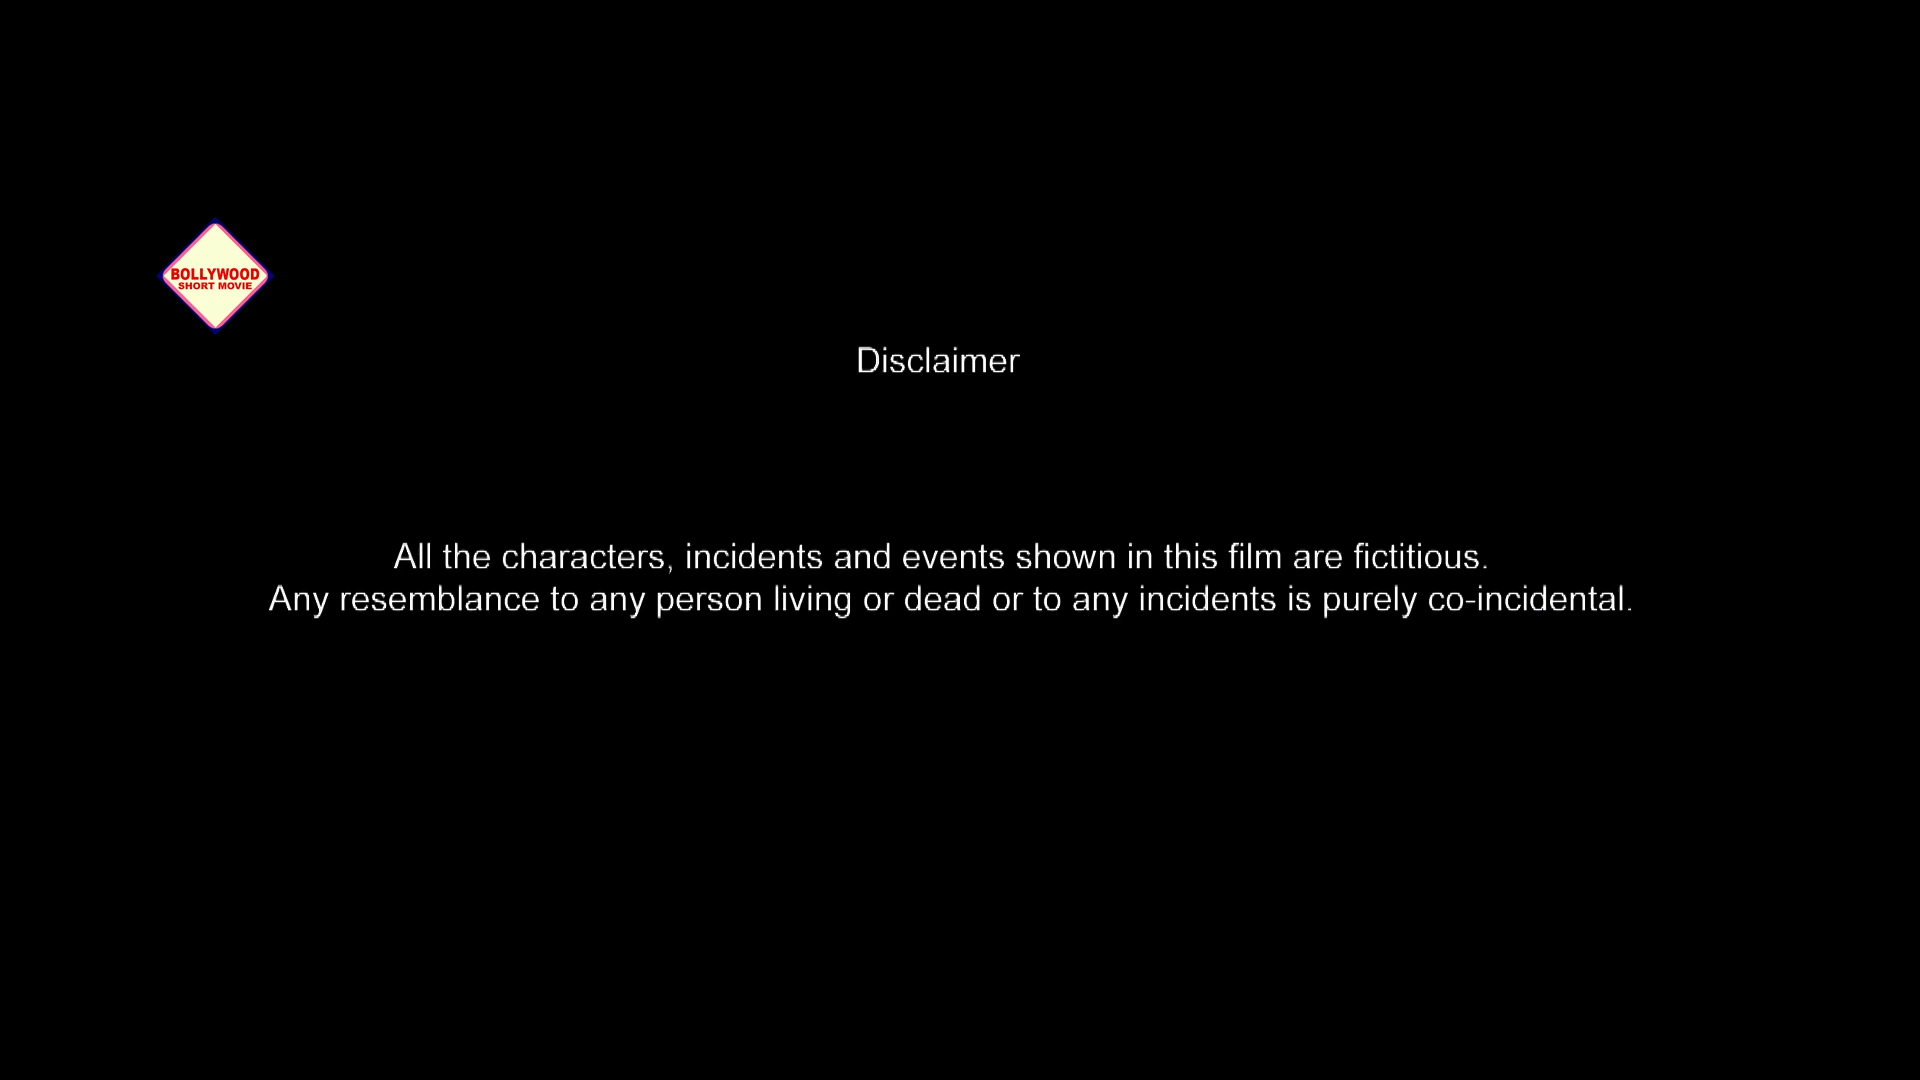 BOLLYWOOD
SHORT MOVIE
Disclaimer
All the characters, incidents and events shown in this film are fictitious.
Any resemblance to any person living or dead or to any incidents is purely co-incidental.